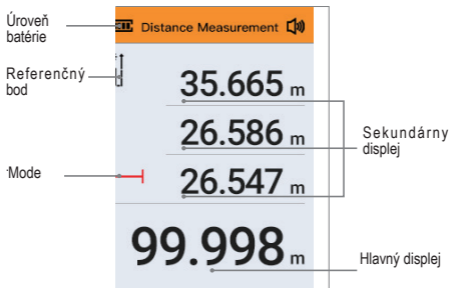 Úroveň
batérie
Distance Measurement
Referenčný
bod
35.665 m
26.586 m
Sekundárny
displej
Mode
26.547 m
99.998 m
Hlavný displej